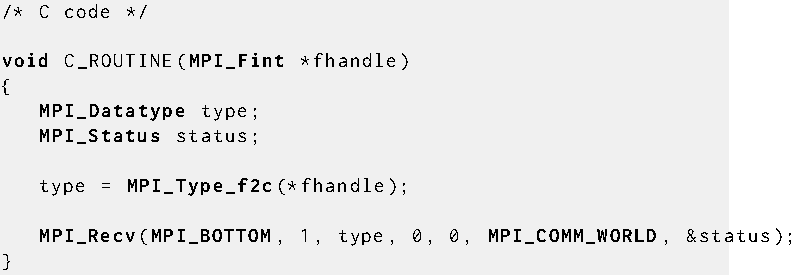 /* C code */
void C_ROUTINE(MPI_Fint *fhandle)
{
MPI_Datatype type;
MPI_Status status;
type = MPI_Type_f2c(*fhandle);
MPI_Recv(MPI_BOTTOM, 1, type, 0, 0, MPI_COMM_WORLD, &status);
}